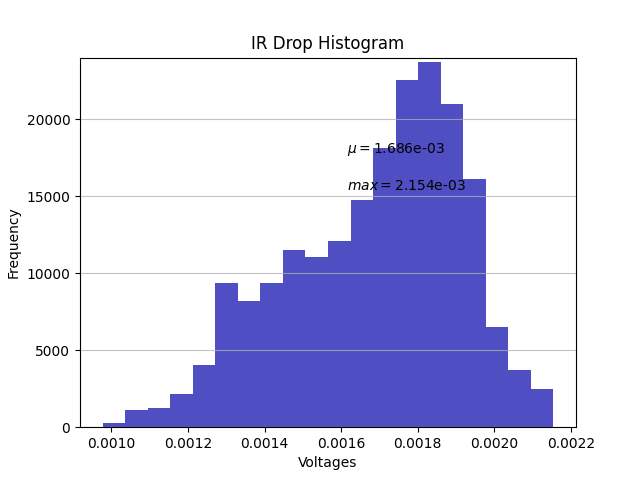 IR Drop Histogram
20000
15000
10000
5000
0
Frequency
μ = 1.686e-03
max = 2.154e-03
0.0010 0.0012 0.0014 0.0016 0.0018 0.0020 0.0022
Voltages